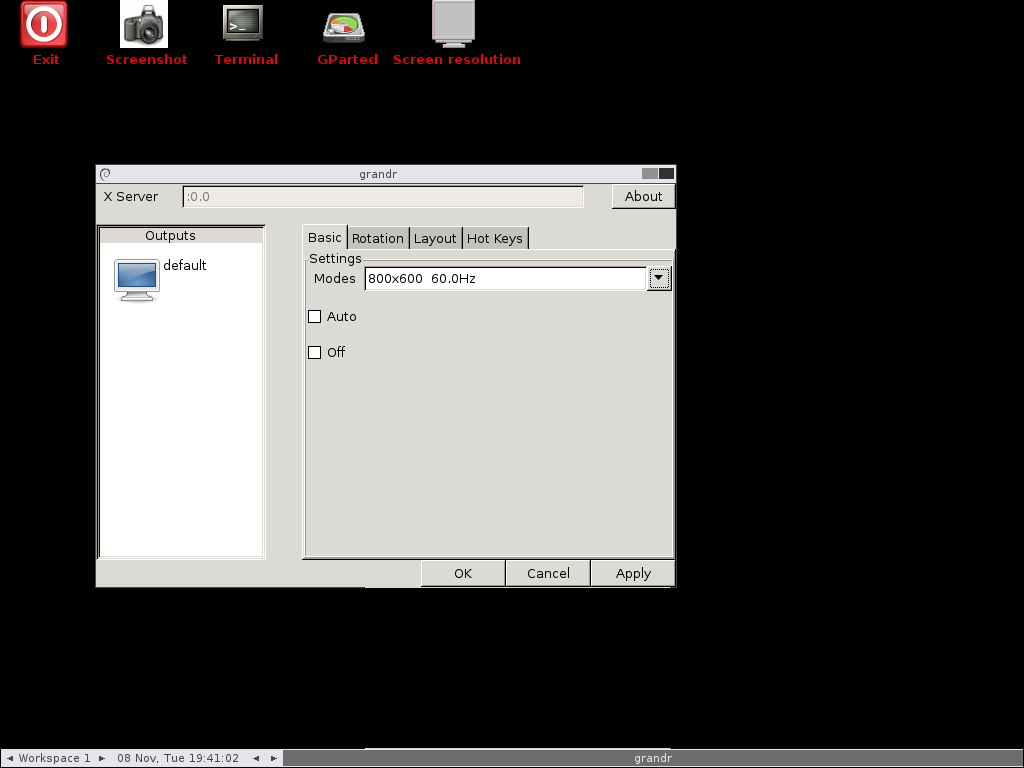 Exit Screenshot Terminal GParted Screen resolution
grandr
X Server :0.0 About
Outputs
default
Basic Rotation Layout Hot Keys
Settings
Modes 800x600 60.0Hz
Auto
Off
OK Cancel Apply
Workspace 1 08 Nov, Tue 19:41:02 grandr